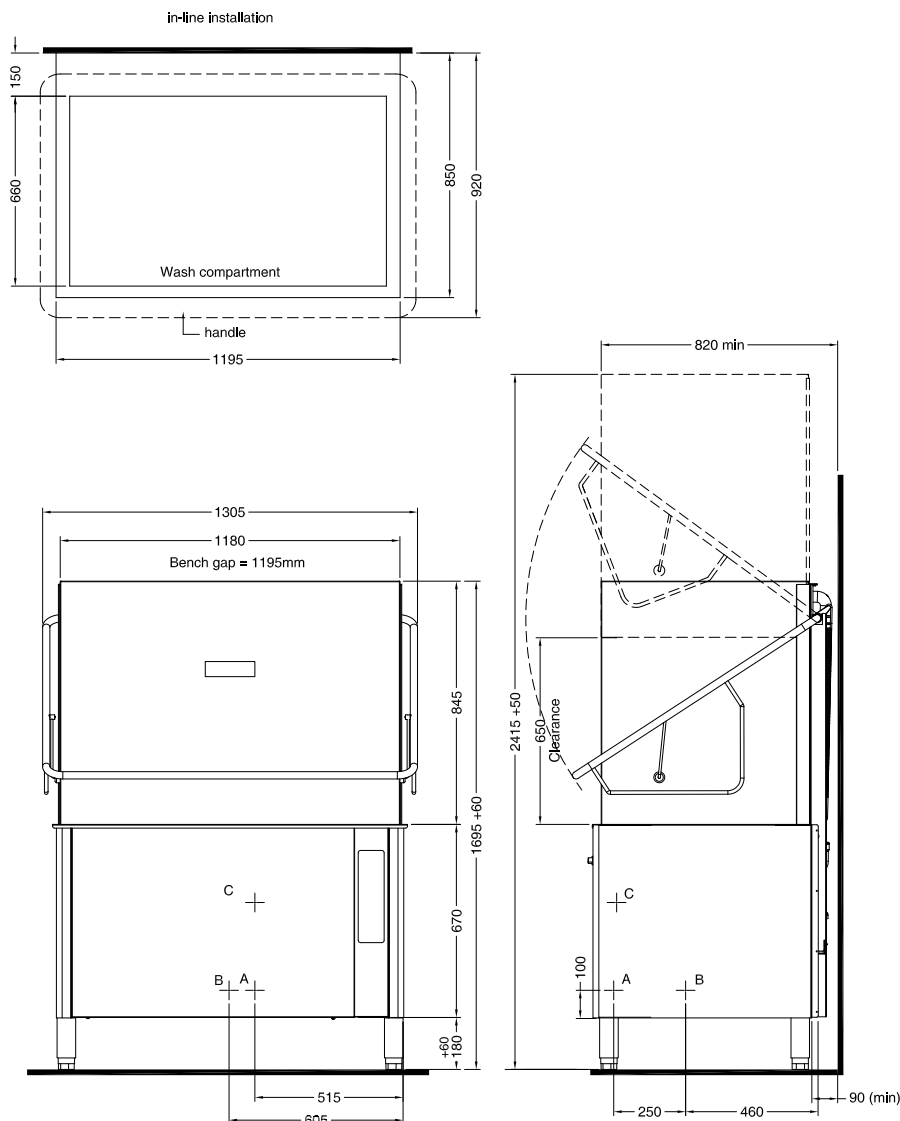 in-line installation
150
660
850
920
Wash compartment
handle
1195
820 min
1305
1180
Bench gap = 1195mm
845
1695 +60
2415 +50
650
Clearance
C
C
670
100
B
A
A
B
+60
180
515
605
250
460
90 (min)